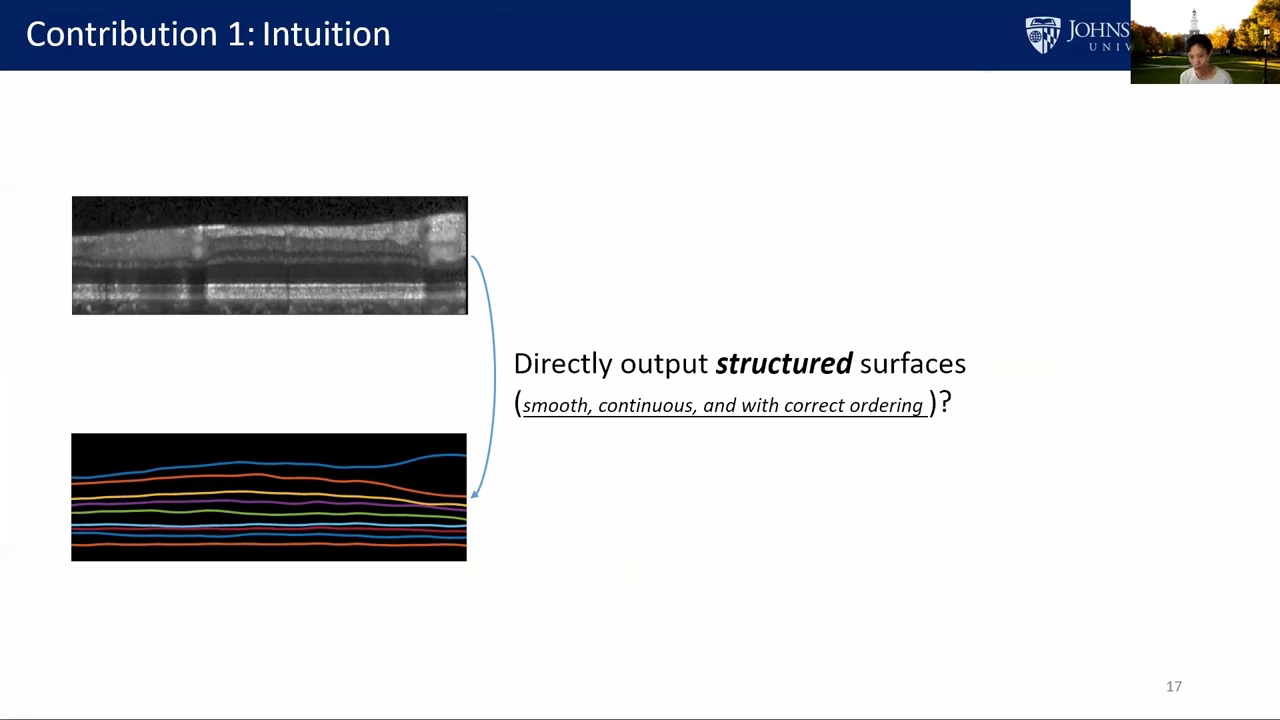 Contribution 1: Intuition
JOHNS
UNIV
Directly output structured surfaces
(smooth, continuous, and with correct ordering )?
17